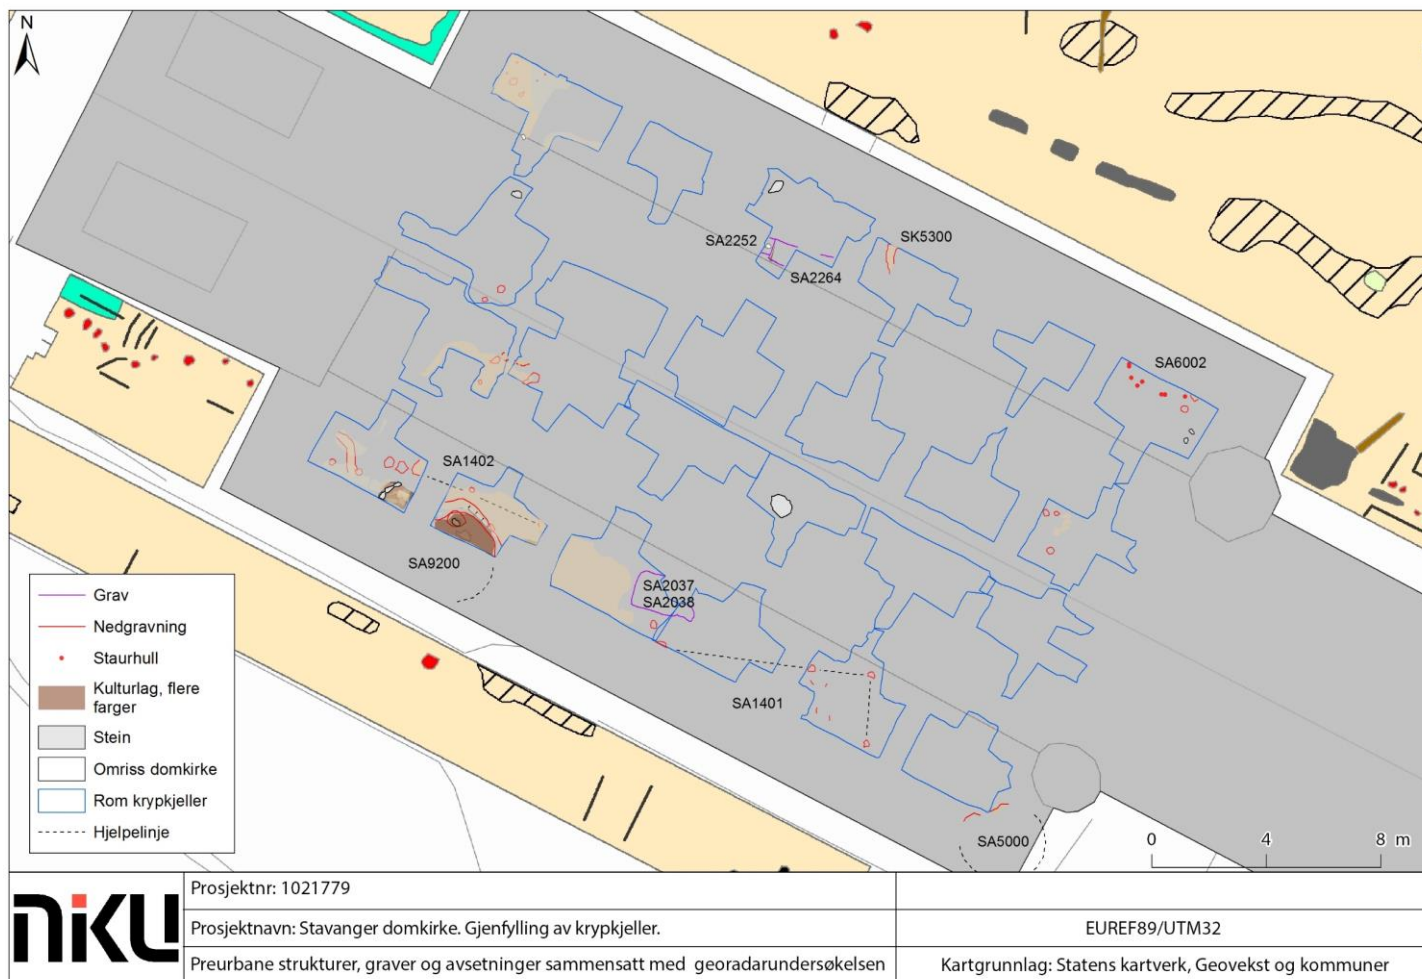 N
SA2252
SK5300
SA2264
SA6002
SA1402
SA9200
SA2037
SA2038
SA1401
SA5000
Grav
Nedgravning
Staurhull
Kulturlag, flere
farger
Stein
Omriss domkirke
Rom krypkjeller
Hjelpelinje
0 4 8 m
NIKU
Prosjektnr: 1021779
Prosjektnavn: Stavanger domkirke. Gjenfylling av krypkjeller.
EUREF89/UTM32
Preurbane strukturer, graver og avsetninger sammensatt med georadarundersøkelsen
Kartgrunnlag: Statens kartverk, Geovekst og kommuner